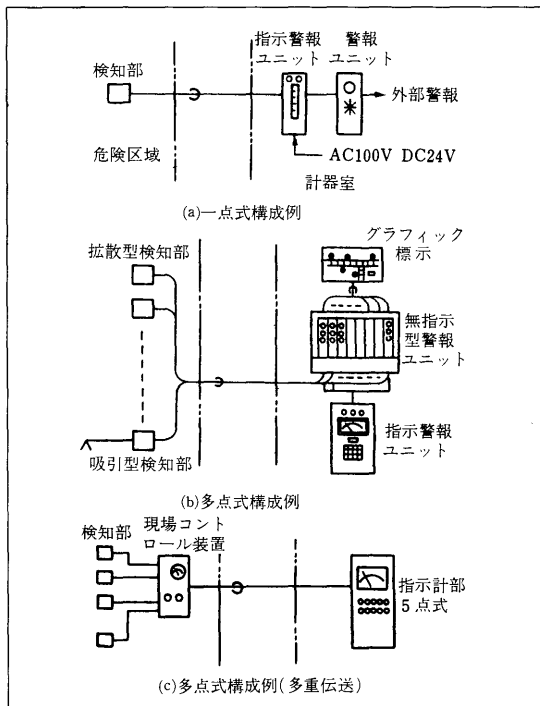 指示警報
ユニット
警報
ユニット
検知部
外部警報
AC100V DC24V
危険区域
計器室
(a)一点式構成例
グラフィック
標示
拡散型検知部
無指示
型警報
ユニット
指示警報
ユニット
吸引型検知部
(b)多点式構成例
検知部
現場コント
ロール装置
指示計部
5点式
(c)多点式構成例(多重伝送)